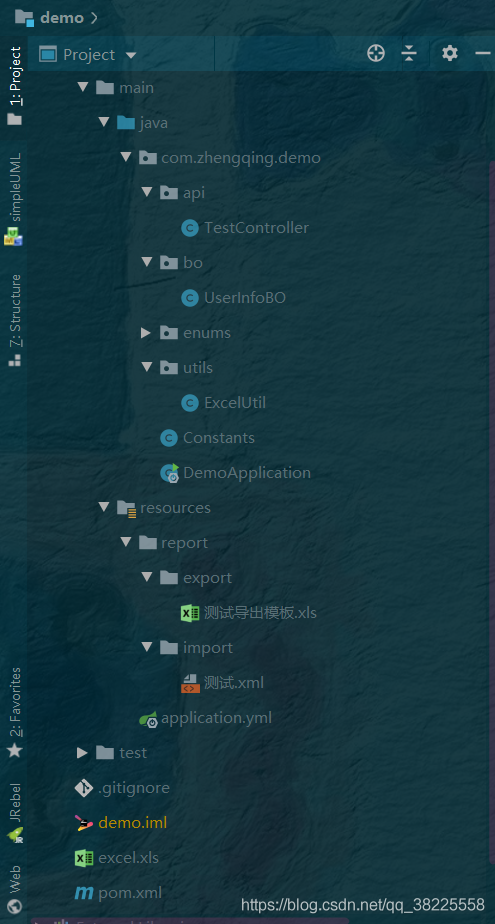 demo
Project
1: Project
simpleUML
7: Structure
2: Favorites
JRebel
Web
main
java
com.zhengqing.demo
api
TestController
bo
UserInfoBO
enums
utils
ExcelUtil
Constants
DemoApplication
resources
report
export
测试导出模板.xls
import
测试.xml
application.yml
test
.gitignore
demo.iml
excel.xls
pom.xml
https://blog.csdn.net/qq_38225558